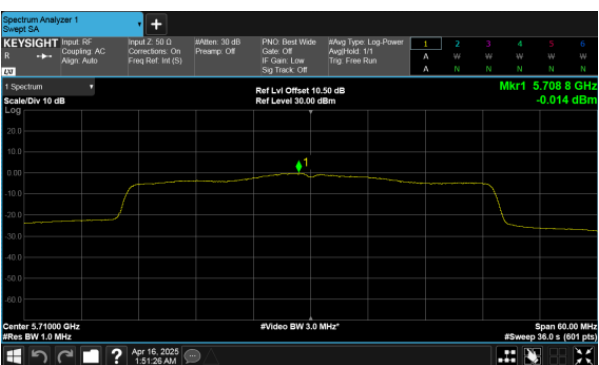 Spectrum Analyzer 1
Swept SA
+
KEYSIGHT Input: RF Input Z: 50 Ω #Atten: 30 dB PNO: Best Wide #Avg Type: Log-Power 1 2 3 4 5 6
R Coupling: AC Corrections: On Preamp: Off Gate: Off Avg|Hold: 1/1 A W W W W W
Align: Auto Freq Ref: Int (S) IF Gain: Low Trig: Free Run A N N N N N
Sig Track: Off
LXI
1 Spectrum Ref Lvl Offset 10.50 dB Mkr1 5.708 8 GHz
Scale/Div 10 dB Ref Level 30.00 dBm -0.014 dBm
Log
20.0
10.0
0.00
1
-10.0
-20.0
-30.0
-40.0
-50.0
-60.0
Center 5.71000 GHz #Video BW 3.0 MHz* Span 60.00 MHz
#Res BW 1.0 MHz #Sweep 36.0 s (601 pts)
? Apr 16, 2025
1:51:26 AM